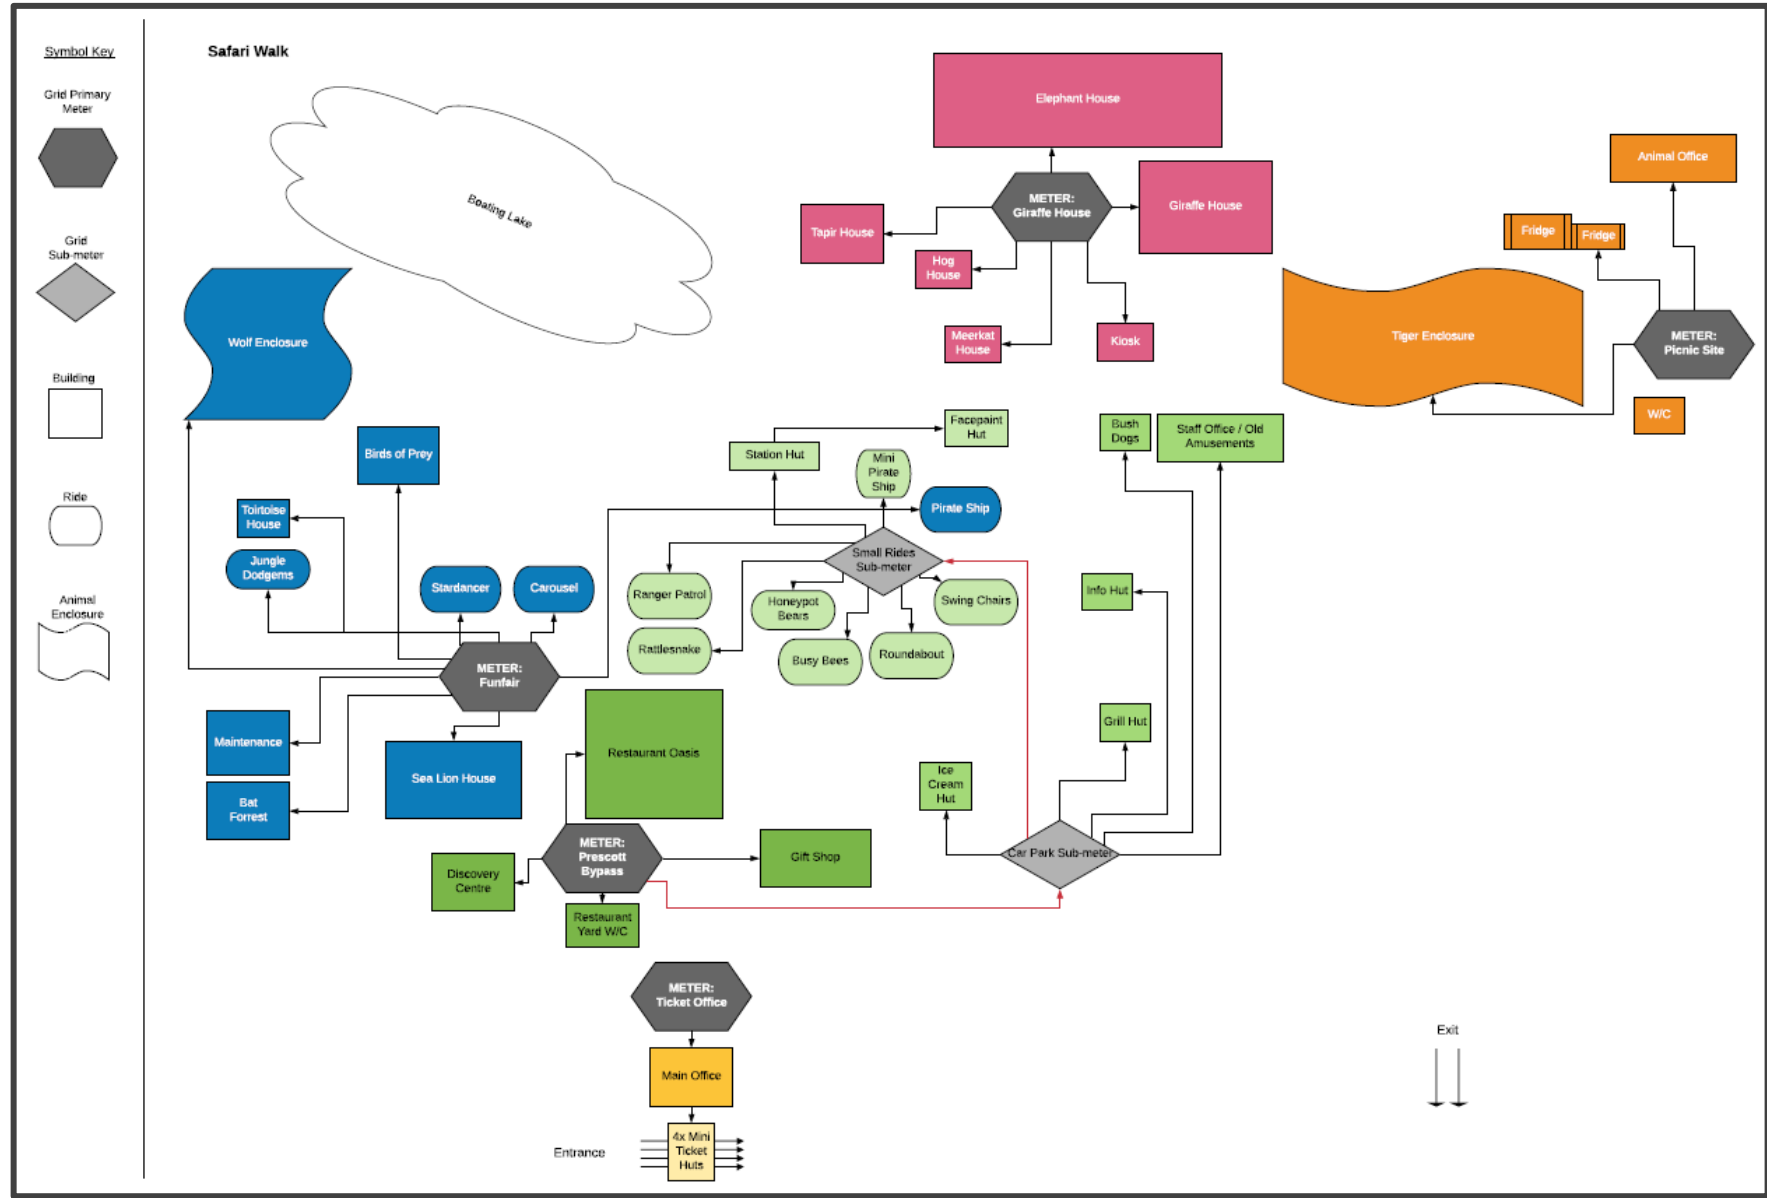 Symbol Key
Grid Primary
Meter
Grid
Sub-meter
Building
Ride
Animal
Enclosure
Safari Walk
Boating Lake
Elephant House
METER:
Giraffe House
Giraffe House
Tapir House
Hog
House
Meerkat
House
Kiosk
Animal Office
Fridge
Fridge
Tiger Enclosure
METER:
Picnic Site
W/C
Wolf Enclosure
Birds of Prey
Toirtoise
House
Jungle
Dodgems
Stardancer
Carousel
METER:
Funfair
Maintenance
Bat
Forrest
Sea Lion House
Facepaint
Hut
Station Hut
Mini
Pirate
Ship
Pirate Ship
Small Rides
Sub-meter
Ranger Patrol
Honeypot
Bears
Swing Chairs
Rattlesnake
Busy Bees
Roundabout
Bush
Dogs
Staff Office / Old
Amusements
Info Hut
Grill Hut
Ice
Cream
Hut
Car Park Sub-meter
Restaurant Oasis
METER:
Prescott
Bypass
Gift Shop
Discovery
Centre
Restaurant
Yard W/C
METER:
Ticket Office
Main Office
Entrance
4x Mini
Ticket
Huts
Exit